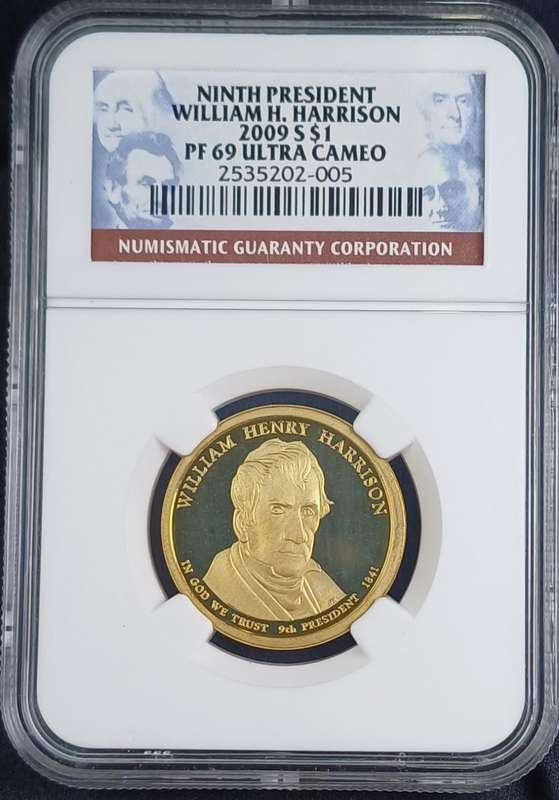 NINTH PRESIDENT
WILLIAM H. HARRISON
2009 S $1
PF 69 ULTRA CAMEO
2535202-005
NUMISMATIC GUARANTY CORPORATION
WILLIAM HENRY HARRISON
IN GOD WE TRUST 9th PRESIDENT 1841